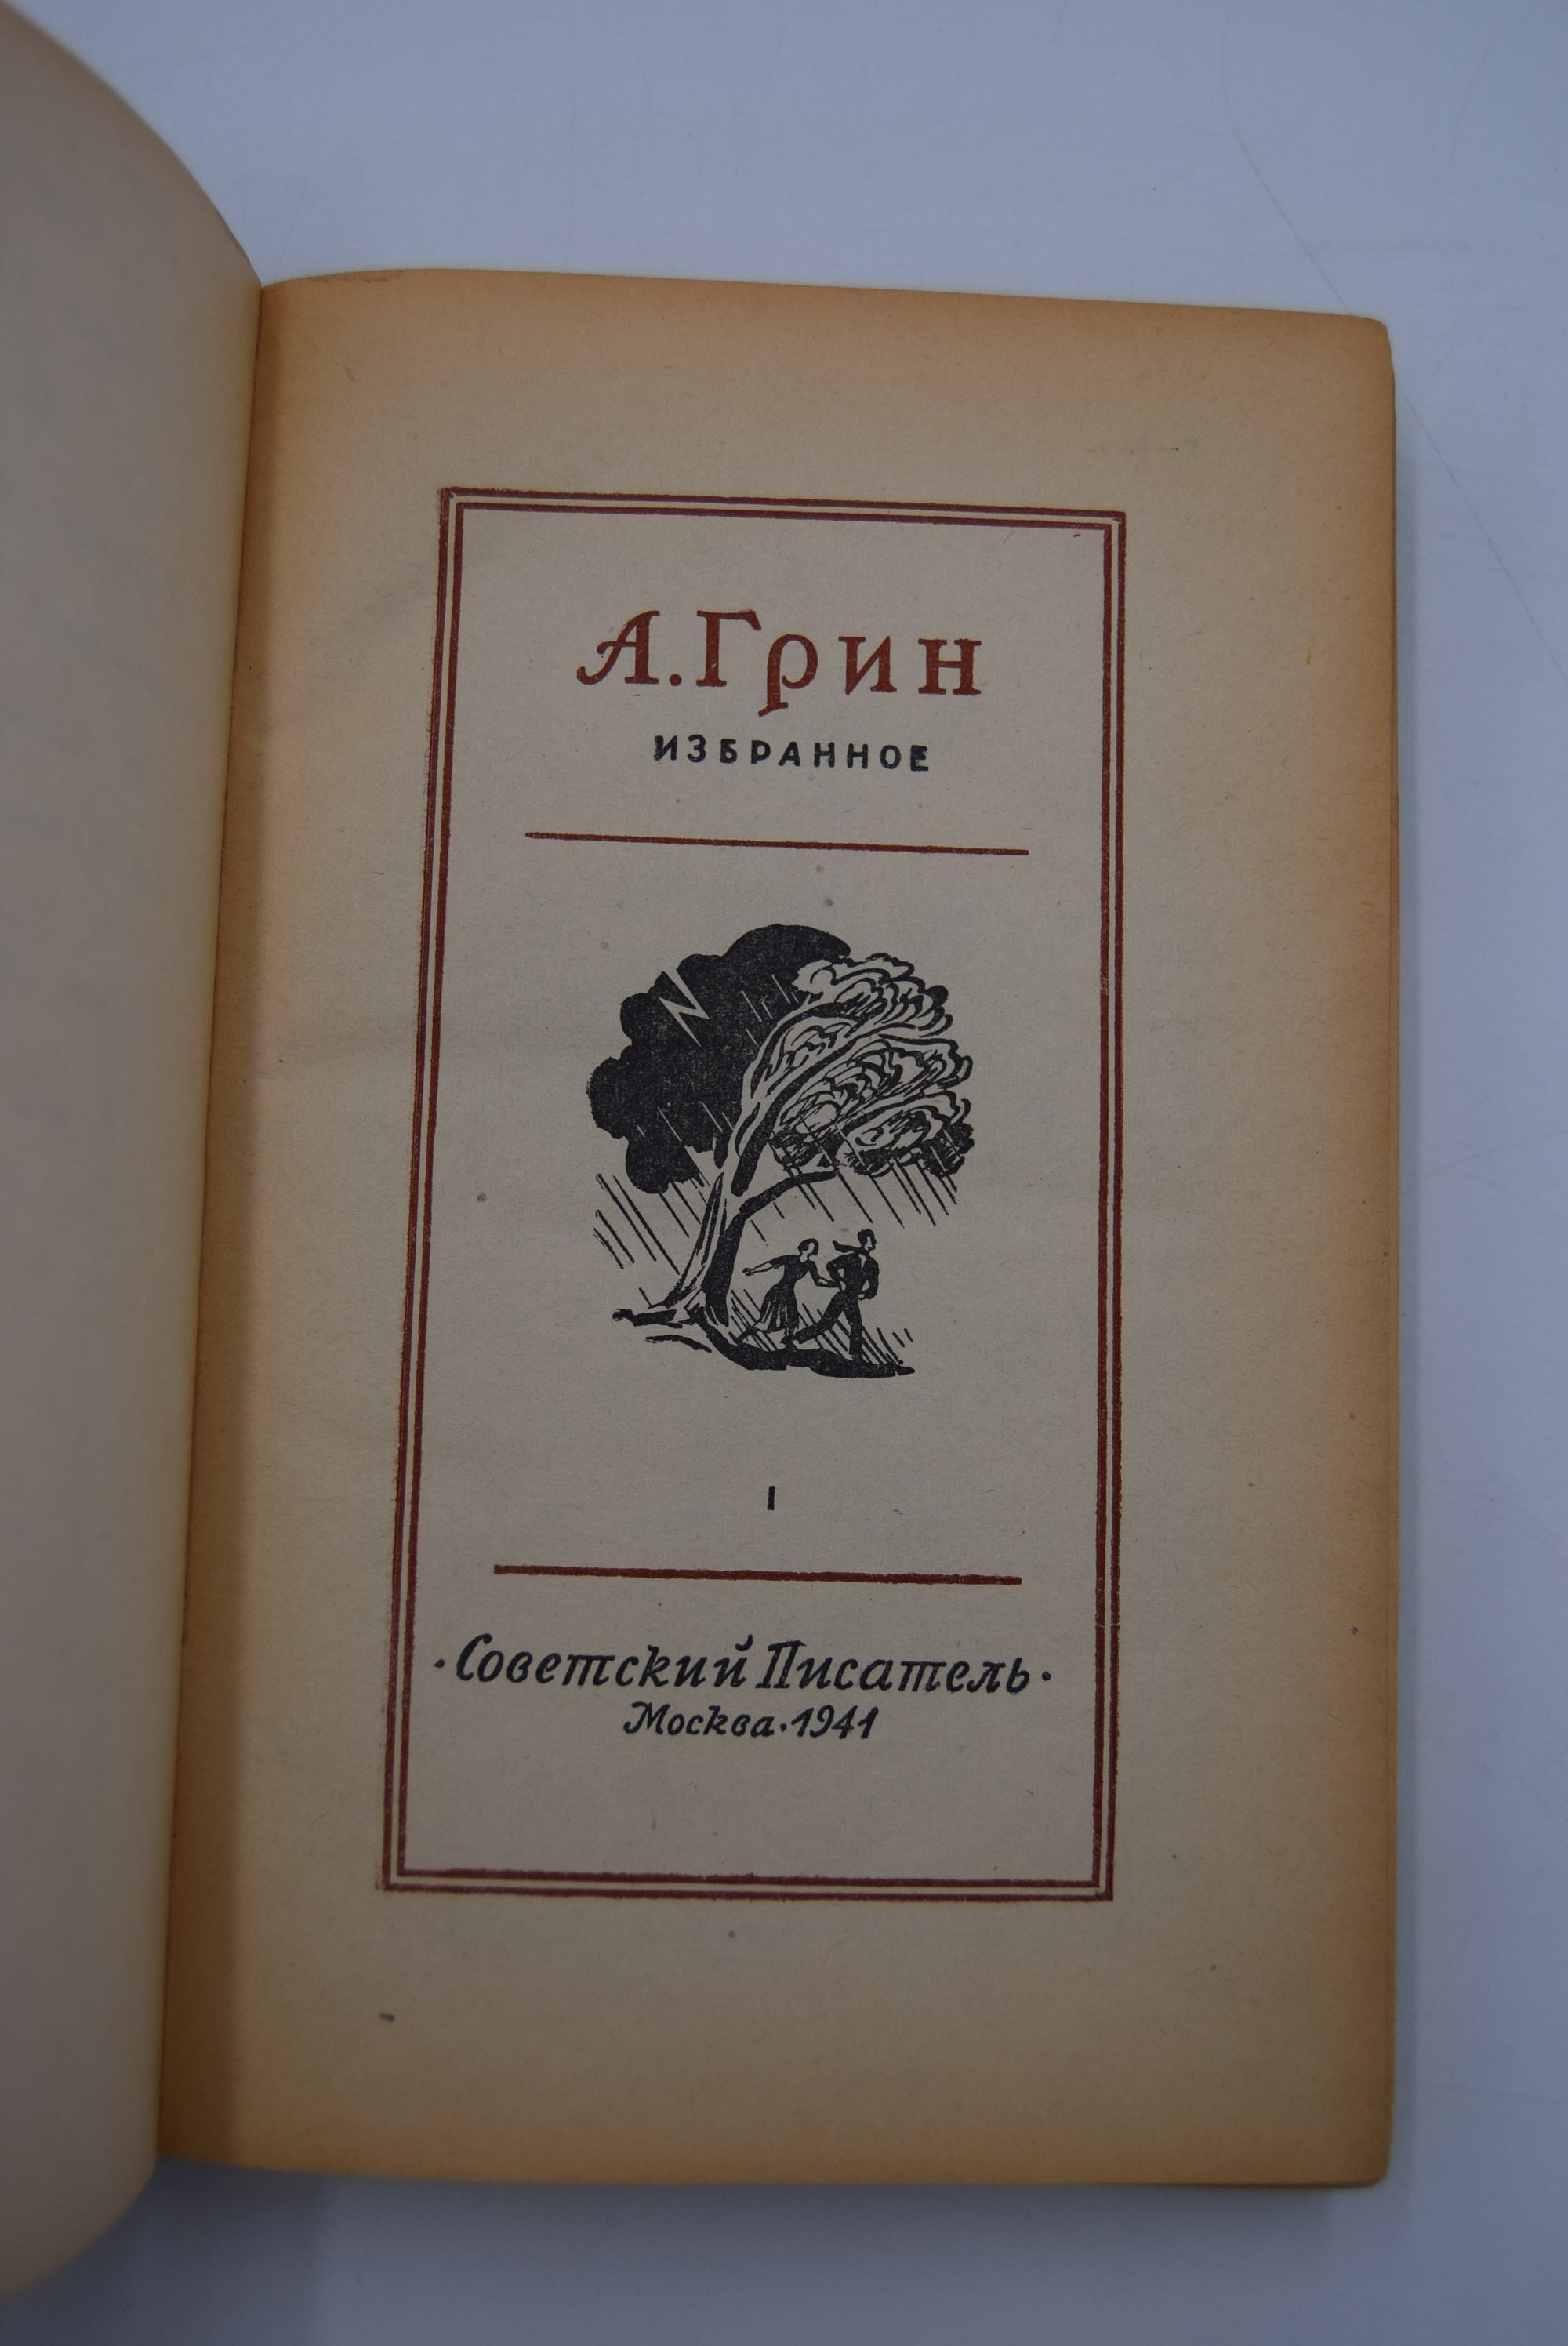 А. Грин
ИЗБРАННОЕ
I
· Советский Писатель ·
Москва · 1941